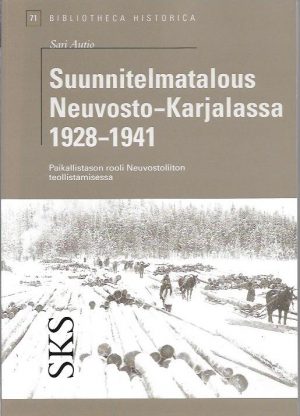 71 BIBLIOTHECA HISTORICA
Sari Autio
Suunnitelmatalous
Neuvosto-Karjalassa
1928-1941
Paikallistason rooli Neuvostoliiton
teollistamisessa
SKS